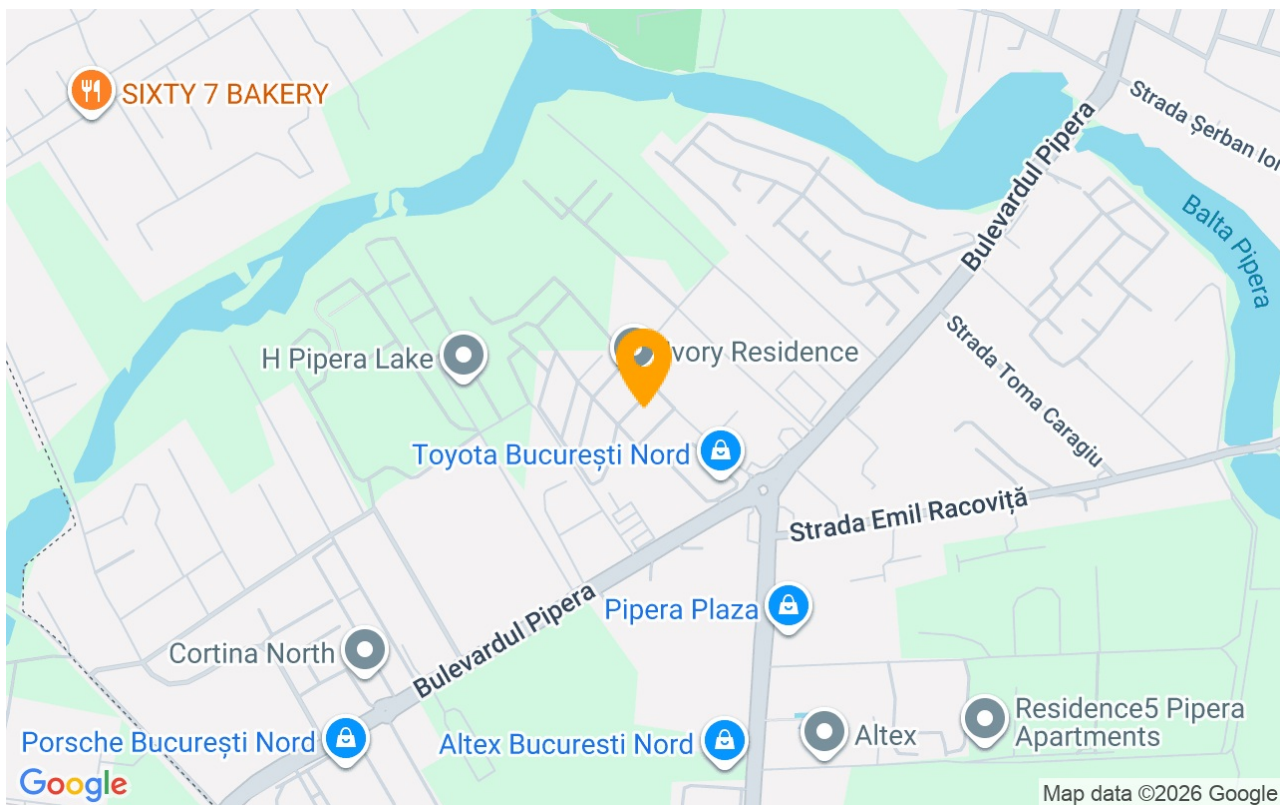 SIXTY 7 BAKERY
Strada Șerban Ion
Bulevardul Pipera
Balta Pipera
Ivory Residence
H Pipera Lake
Strada Toma Caragiu
Toyota București Nord
Strada Emil Racoviță
Pipera Plaza
Bulevardul Pipera
Cortina North
Residence5 Pipera
Apartments
Porsche București Nord
Altex Bucuresti Nord
Altex
Google
Map data ©2026 Google